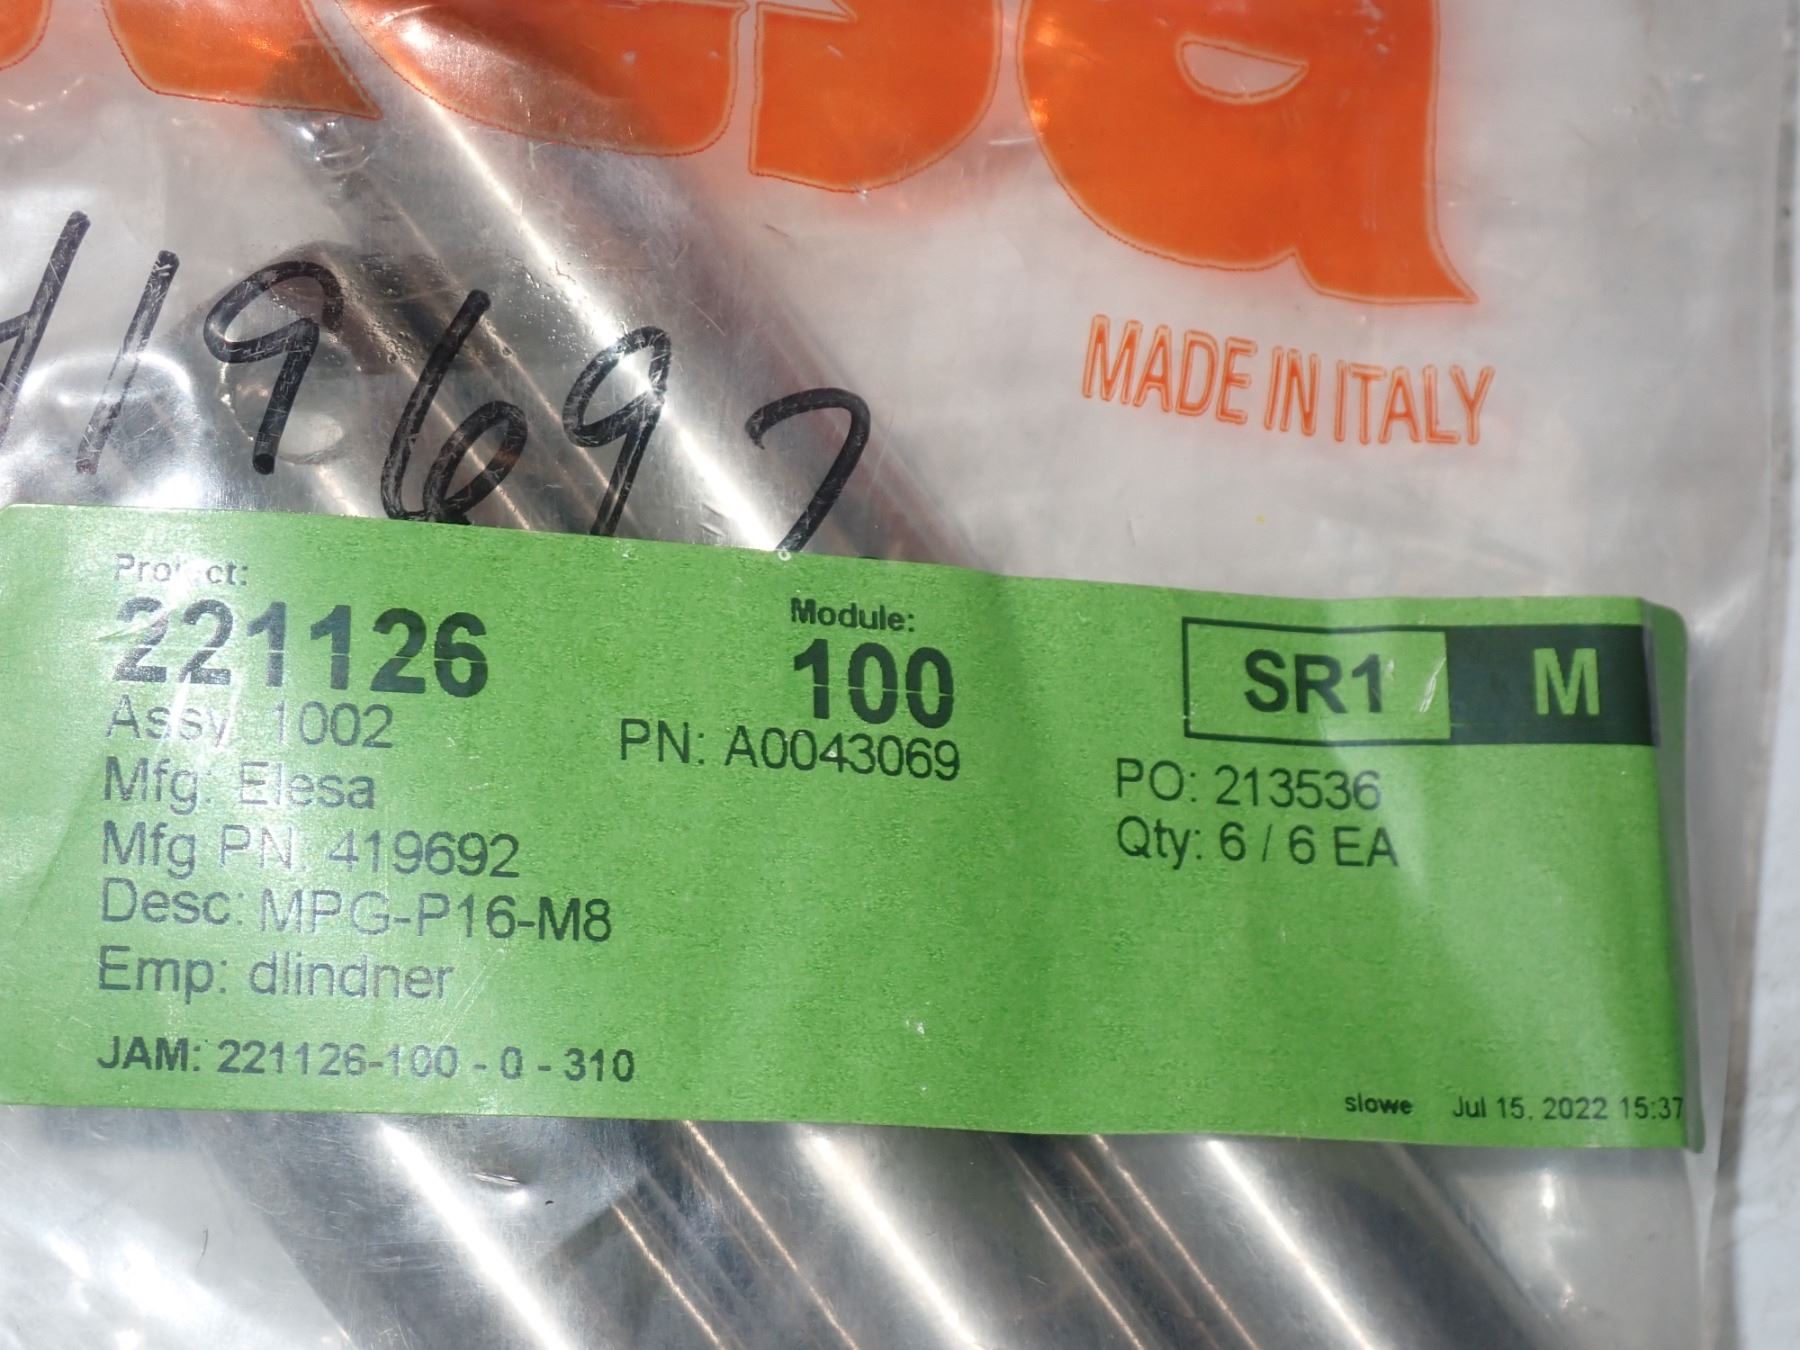 elesa
MADE IN ITALY
419692
Project:
221126
Module:
100
SR1 M
Assy: 1002
PN: A0043069
Mfg: Elesa
PO: 213536
Mfg PN: 419692
Qty: 6 / 6 EA
Desc: MPG-P16-M8
Emp: dlindner
JAM: 221126-100 - 0 - 310
slowe Jul 15, 2022 15:37